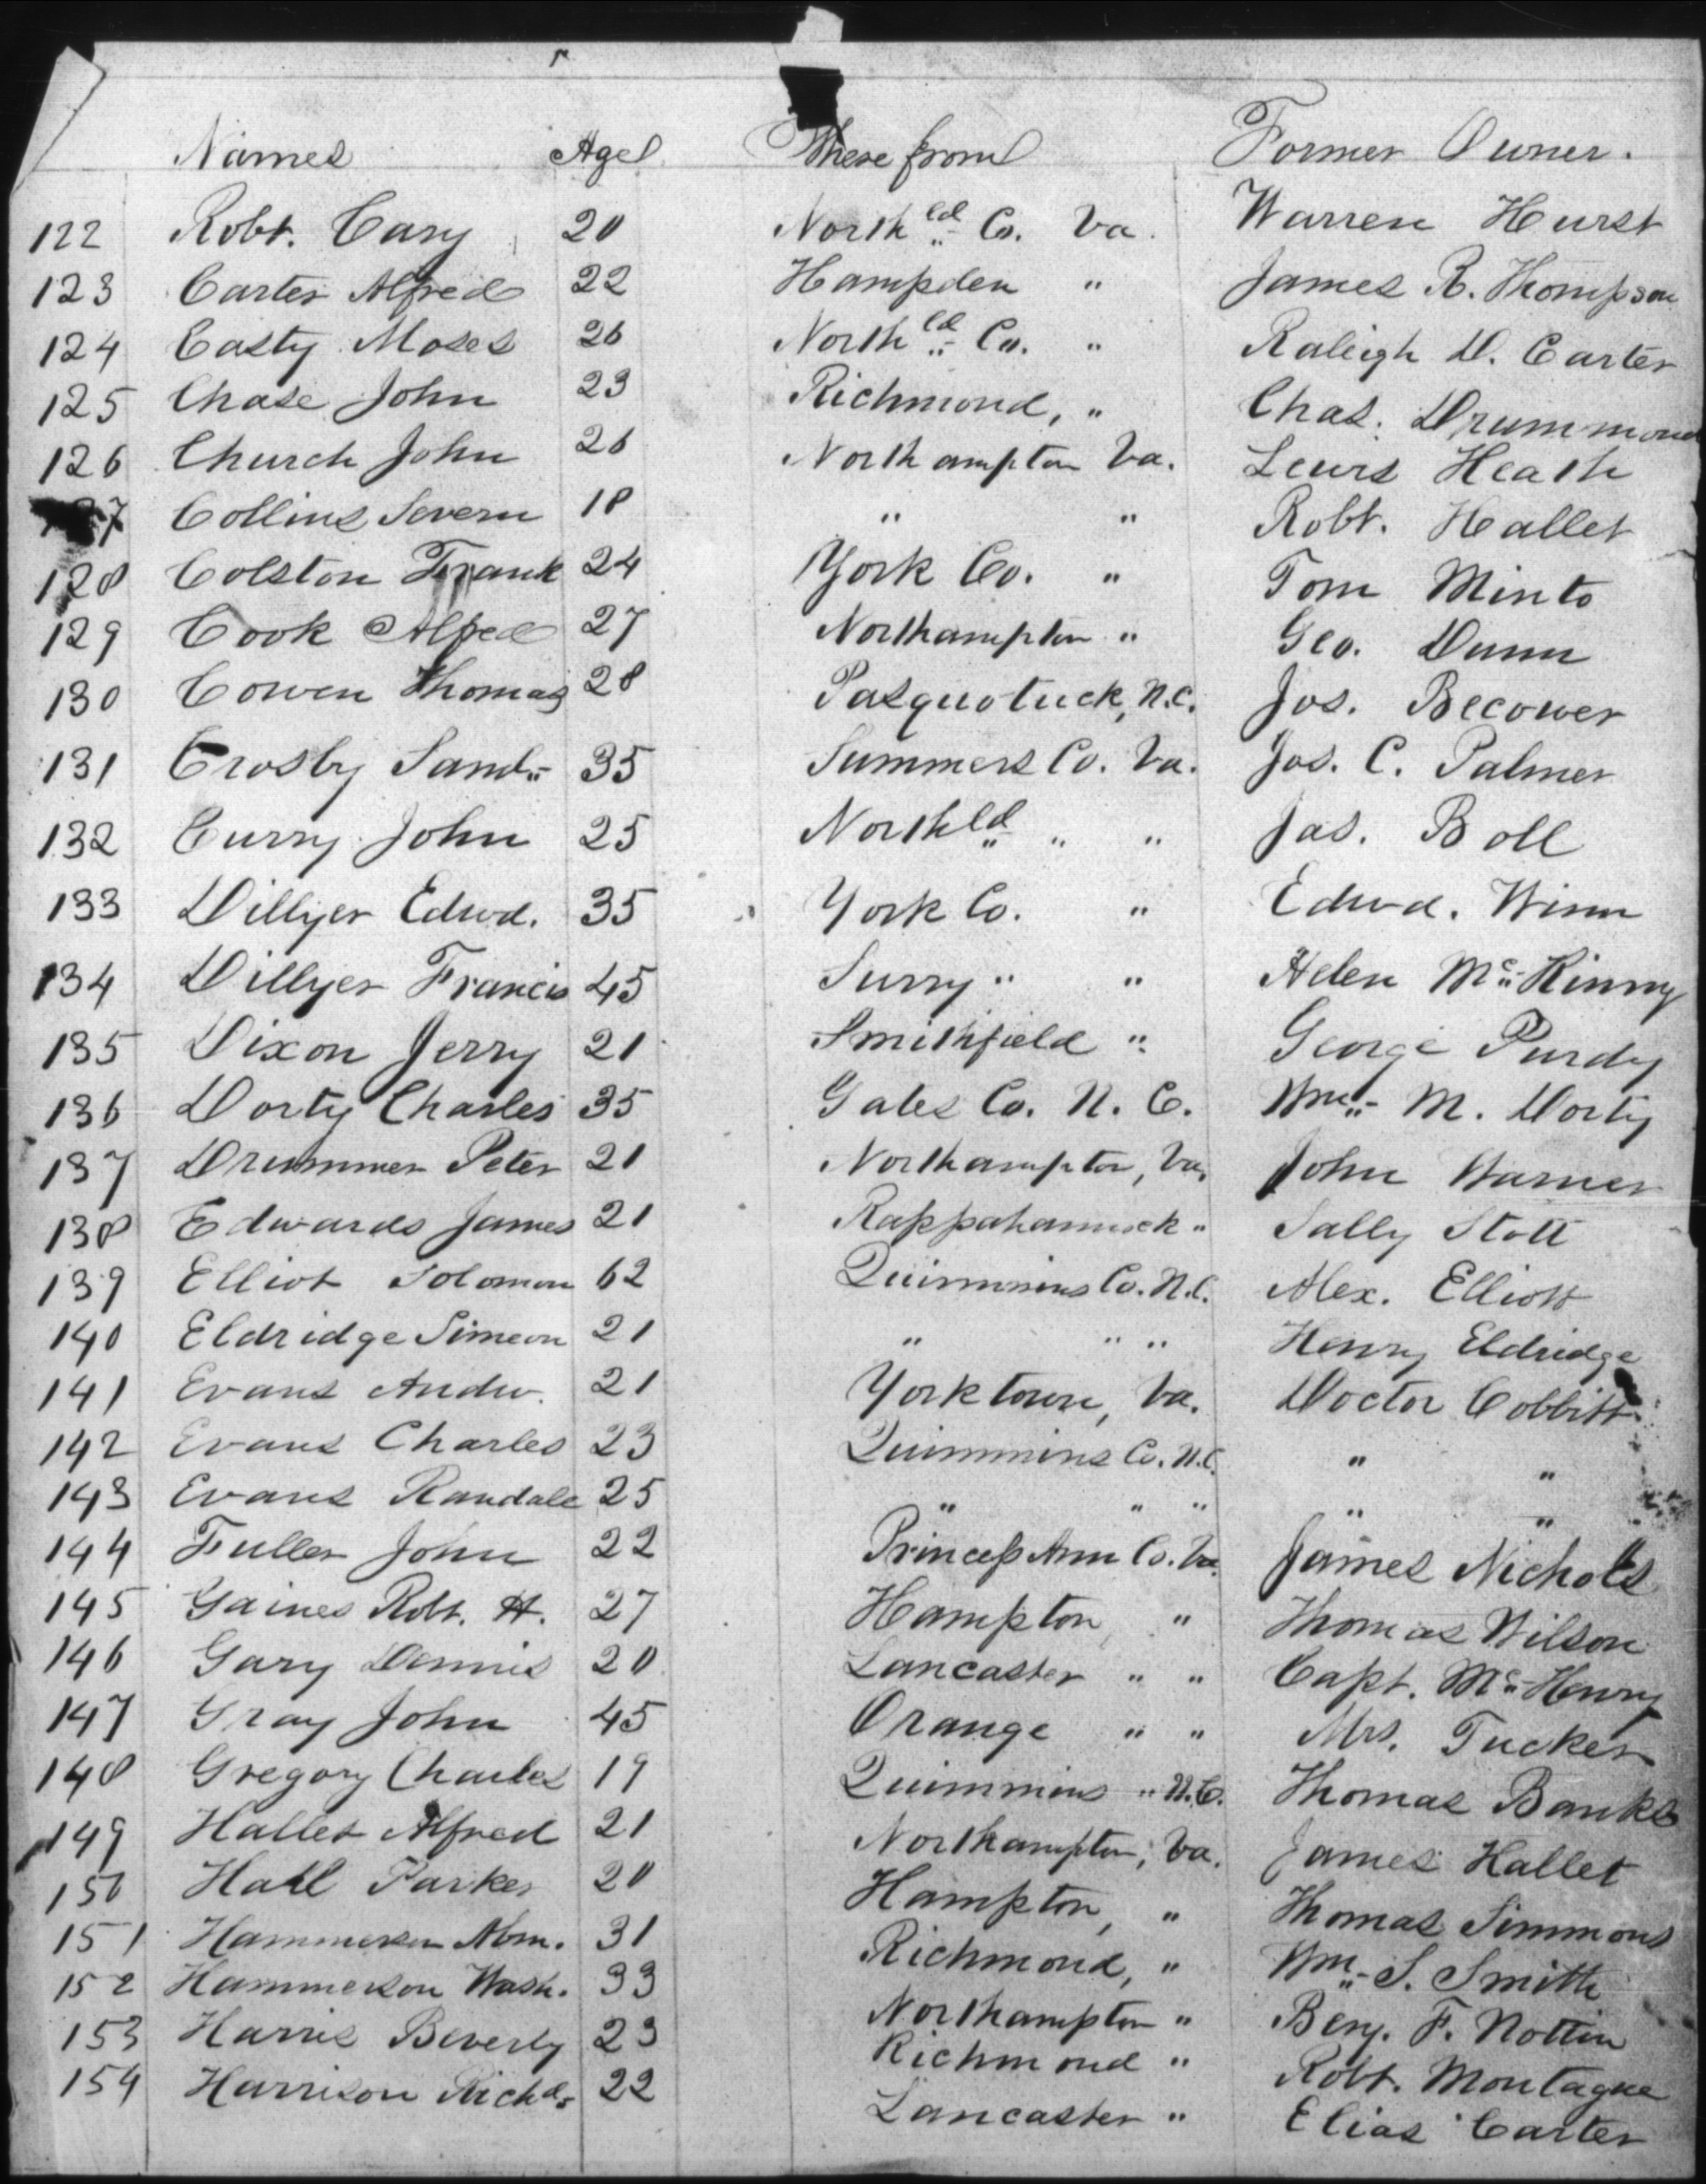 Names Age Where from Former Owner.
122 Robt. Cary 20 North ld Co. Va. Warren Hurst
123 Carter Alfred 22 Hampden " James R. Thompson
124 Casty Moses 26 North ld Co. " Raleigh D. Carter
125 Chase John 23 Richmond, " Chas. Drummond
126 Church John 26 Northampton Va. Lewis Heath
127 Collins Severn 18 " " Robt. Hallet
128 Colston Frank 24 York Co. " Tom Minto
129 Cook Alfred 27 Northampton " Geo. Dunn
130 Cowen Thomas 28 Pasquotuck, N.C. Jos. Becower
131 Crosby Saml. 35 Summers Co. Va. Jos. C. Palmer
132 Curry John 25 North ld " " Jas. Boll
133 Dillyer Edwd. 35 York Co. " Edwd. Winn
134 Dillyer Francis 45 Surry " " Helen Mc Kinny
135 Dixon Jerry 21 Smithfield " George Purdy
136 Dorty Charles 35 Gates Co. N. C. Wm. M. Dorty
137 Drummer Peter 21 Northampton, Va. John Warner
138 Edwards James 21 Rappahannock " Sally Stott
139 Elliot Solomon 62 Quimmins Co. N.C. Alex. Elliott
140 Eldridge Simeon 21 " " " Henry Eldridge
141 Evans Andw. 21 Yorktown, Va. Doctor Cobbitt
142 Evans Charles 23 Quimmins Co. N.C. " "
143 Evans Randale 25 " " " " "
144 Fuller John 22 Princess Ann Co. Va. James Nichols
145 Gaines Robt. H. 27 Hampton, " Thomas Wilson
146 Gary Dennis 20 Lancaster " " Capt. Mc Henry
147 Gray John 45 Orange " " Mrs. Tucker
148 Gregory Charles 19 Quimmins " N.C. Thomas Banks
149 Hallet Alfred 21 Northampton, Va. James Hallet
150 Hall Parker 20 Hampton, " Thomas Simmons
151 Hammerson Abm. 31 Richmond, " Wm. S. Smith
152 Hammerson Wash. 33 Northampton " Benj. F. Nottin
153 Harris Beverly 23 Richmond " Robt. Montague
154 Harrison Richd. 22 Lancaster " Elias Carter